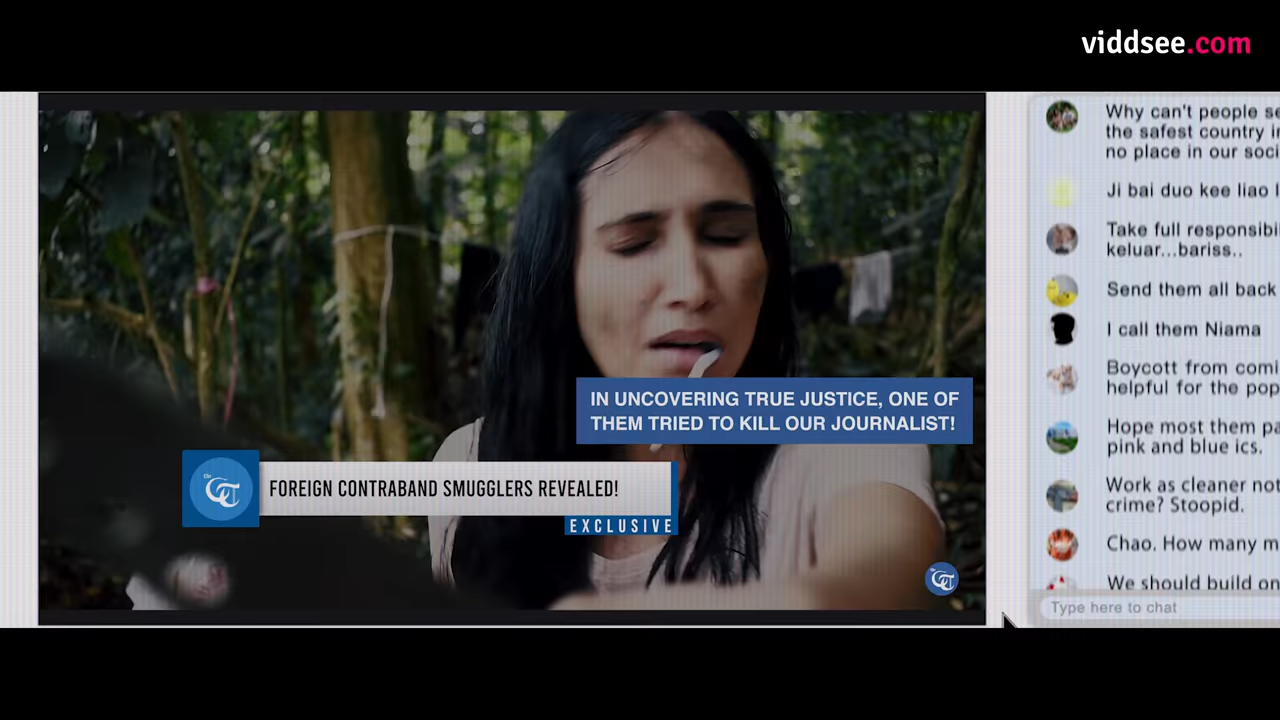 viddsee.com
Why can't people se
the safest country i
no place in our soci
Ji bai duo kee liao
Take full responsibi
keluar...bariss..
Send them all back
I call them Niama
Boycott from comi
helpful for the pop
Hope most them pa
pink and blue ics.
Work as cleaner not
crime? Stoopid.
Chao. How many m
We should build on
Type here to chat
IN UNCOVERING TRUE JUSTICE, ONE OF
THEM TRIED TO KILL OUR JOURNALIST!
FOREIGN CONTRABAND SMUGGLERS REVEALED!
EXCLUSIVE